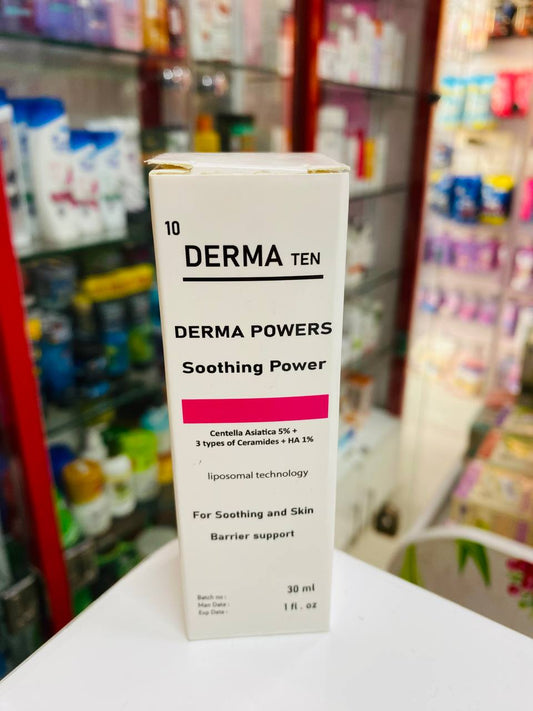 10
DERMA TEN
DERMA POWERS
Soothing Power
Centella Asiatica 5% +
3 types of Ceramides + HA 1%
liposomal technology
For Soothing and Skin
Barrier support
30 ml
1 fl. oz
Batch no :
Man Date :
Exp Date :